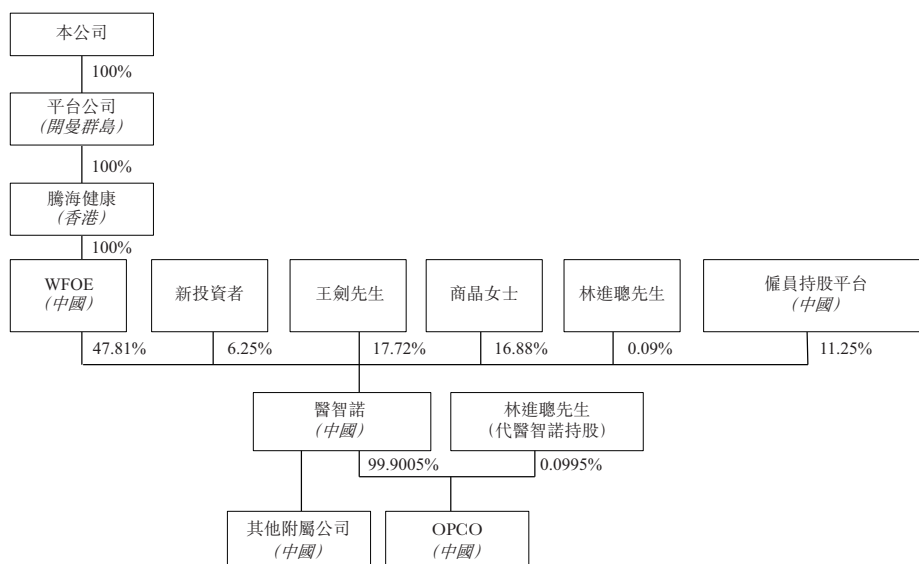 本公司
100%
平台公司
（開曼群島）
100%
騰海健康
（香港）
100%
WFOE
（中國）
新投資者
王劍先生
商晶女士
林進聰先生
僱員持股平台
（中國）
47.81%
6.25%
17.72%
16.88%
0.09%
11.25%
醫智諾
（中國）
林進聰先生
（代醫智諾持股）
99.9005%
0.0995%
其他附屬公司
（中國）
OPCO
（中國）